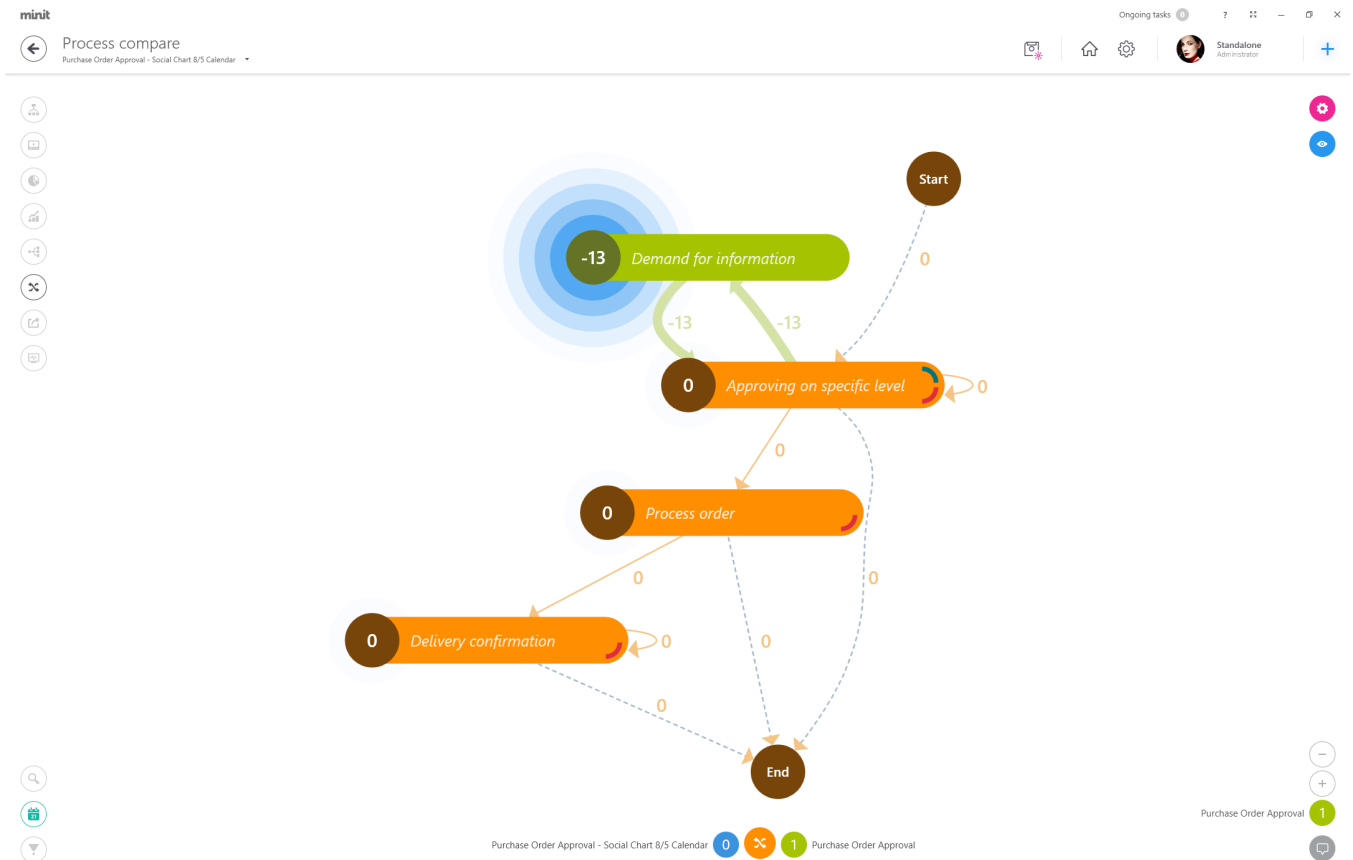 minit
Ongoing tasks 0
?
Process compare
Purchase Order Approval - Social Chart 8/5 Calendar
Standalone
Administrator
Start
-13 Demand for information
0
-13
-13
0 Approving on specific level
0
0
0 Process order
0
0
0 Delivery confirmation
0
0
0
End
21
Purchase Order Approval 1
Purchase Order Approval - Social Chart 8/5 Calendar 0 1 Purchase Order Approval